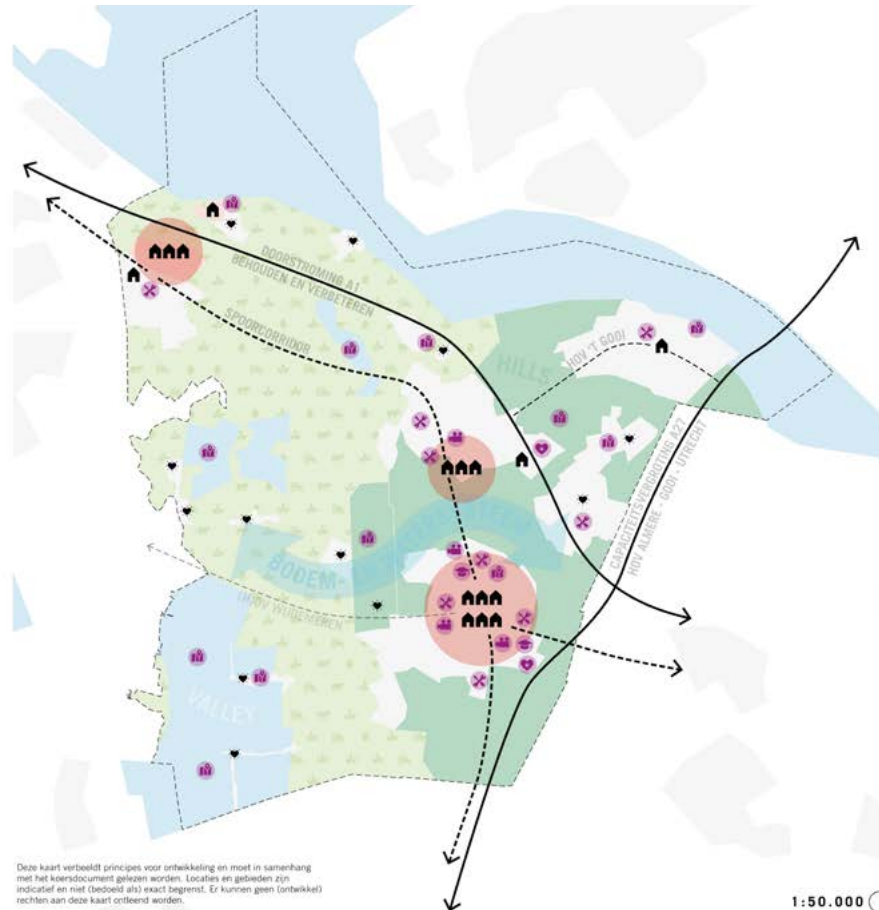 DOORSTROMING A1
BEHOUDEN EN VERBETEREN
SPOORCORRIDOR
HILLS
HOV 'T GOOI
CAPACITEITSVERGROTING A27
HOV ALMERE - GOOI - UTRECHT
BODEM-
VALLEY
Deze kaart verbeeldt principes voor ontwikkeling en moet in samenhang
met het koersdocument gelezen worden. Locaties en gebieden zijn
indicatief en niet (bedoeld als) exact begrenst. Er kunnen geen (ontwikkel)
rechten aan deze kaart ontleend worden.
1:50.000